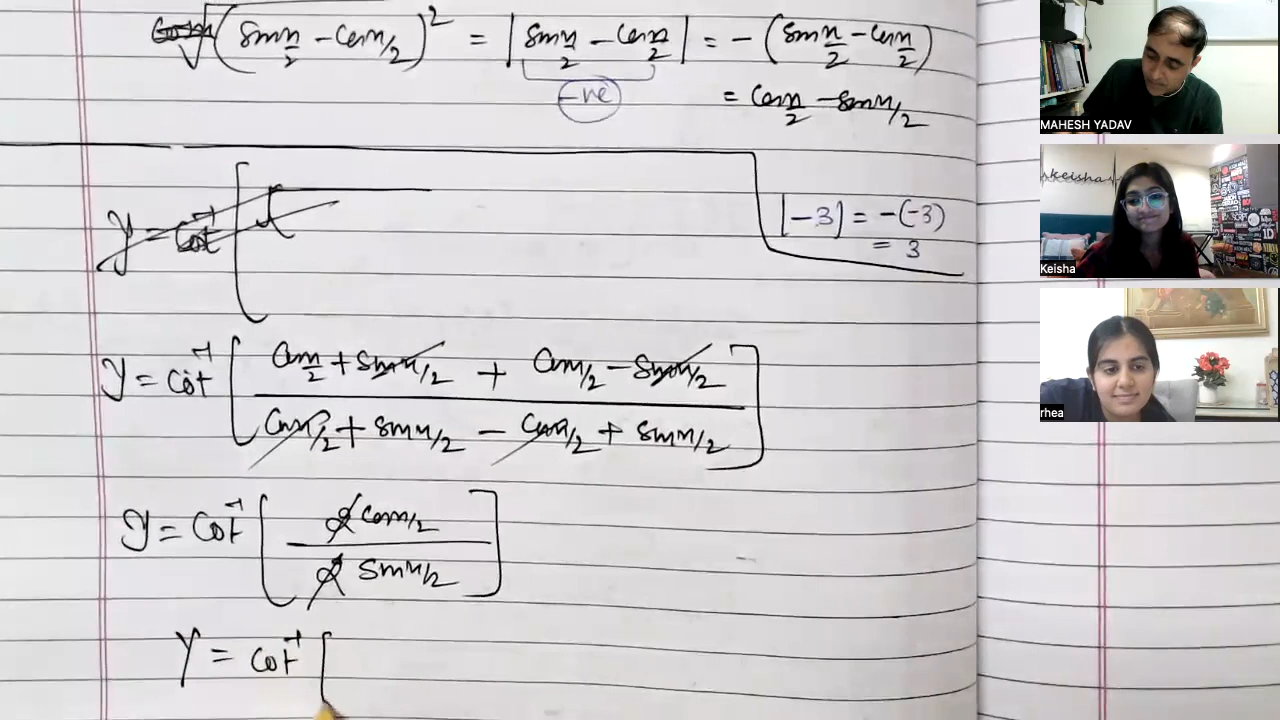 √(Sin x/2 - Cos x/2)² = |Sin x/2 - Cos x/2| = -(Sin x/2 - Cos x/2)
-ve
= Cos x/2 - Sin x/2
y = Cot⁻¹ [
|-3| = -(-3)
= 3
y = Cot⁻¹ [ (Cos x/2 + Sin x/2 + Cos x/2 - Sin x/2) / (Cos x/2 + Sin x/2 - Cos x/2 + Sin x/2) ]
y = Cot⁻¹ [ 2 Cos x/2 / 2 Sin x/2 ]
y = Cot⁻¹ [
MAHESH YADAV
keisha
Keisha
rhea